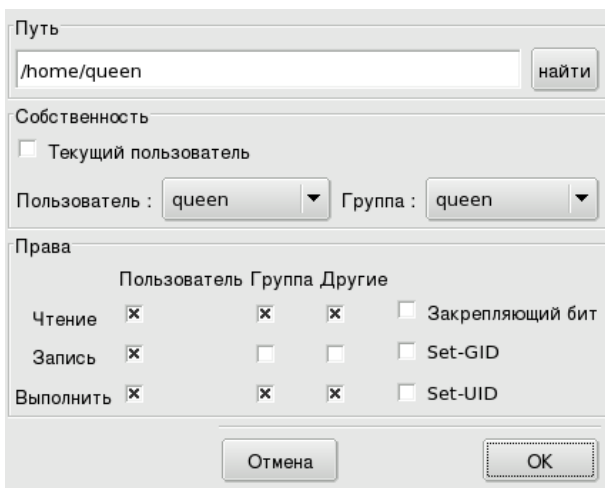 Путь
/home/queen найти
Собственность
Текущий пользователь
Пользователь : queen Группа : queen
Права
Пользователь Группа Другие
Чтение Закрепляющий бит
Запись Set-GID
Выполнить Set-UID
Отмена OK